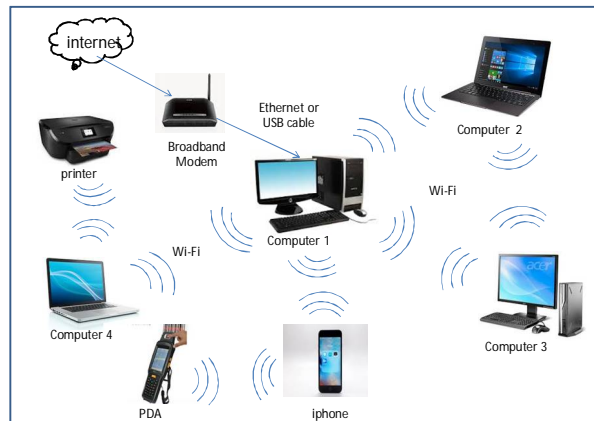 internet
Ethernet or
USB cable
Broadband
Modem
Computer 2
printer
Wi-Fi
Computer 1
Wi-Fi
acer
Computer 4
Computer 3
PDA
iphone